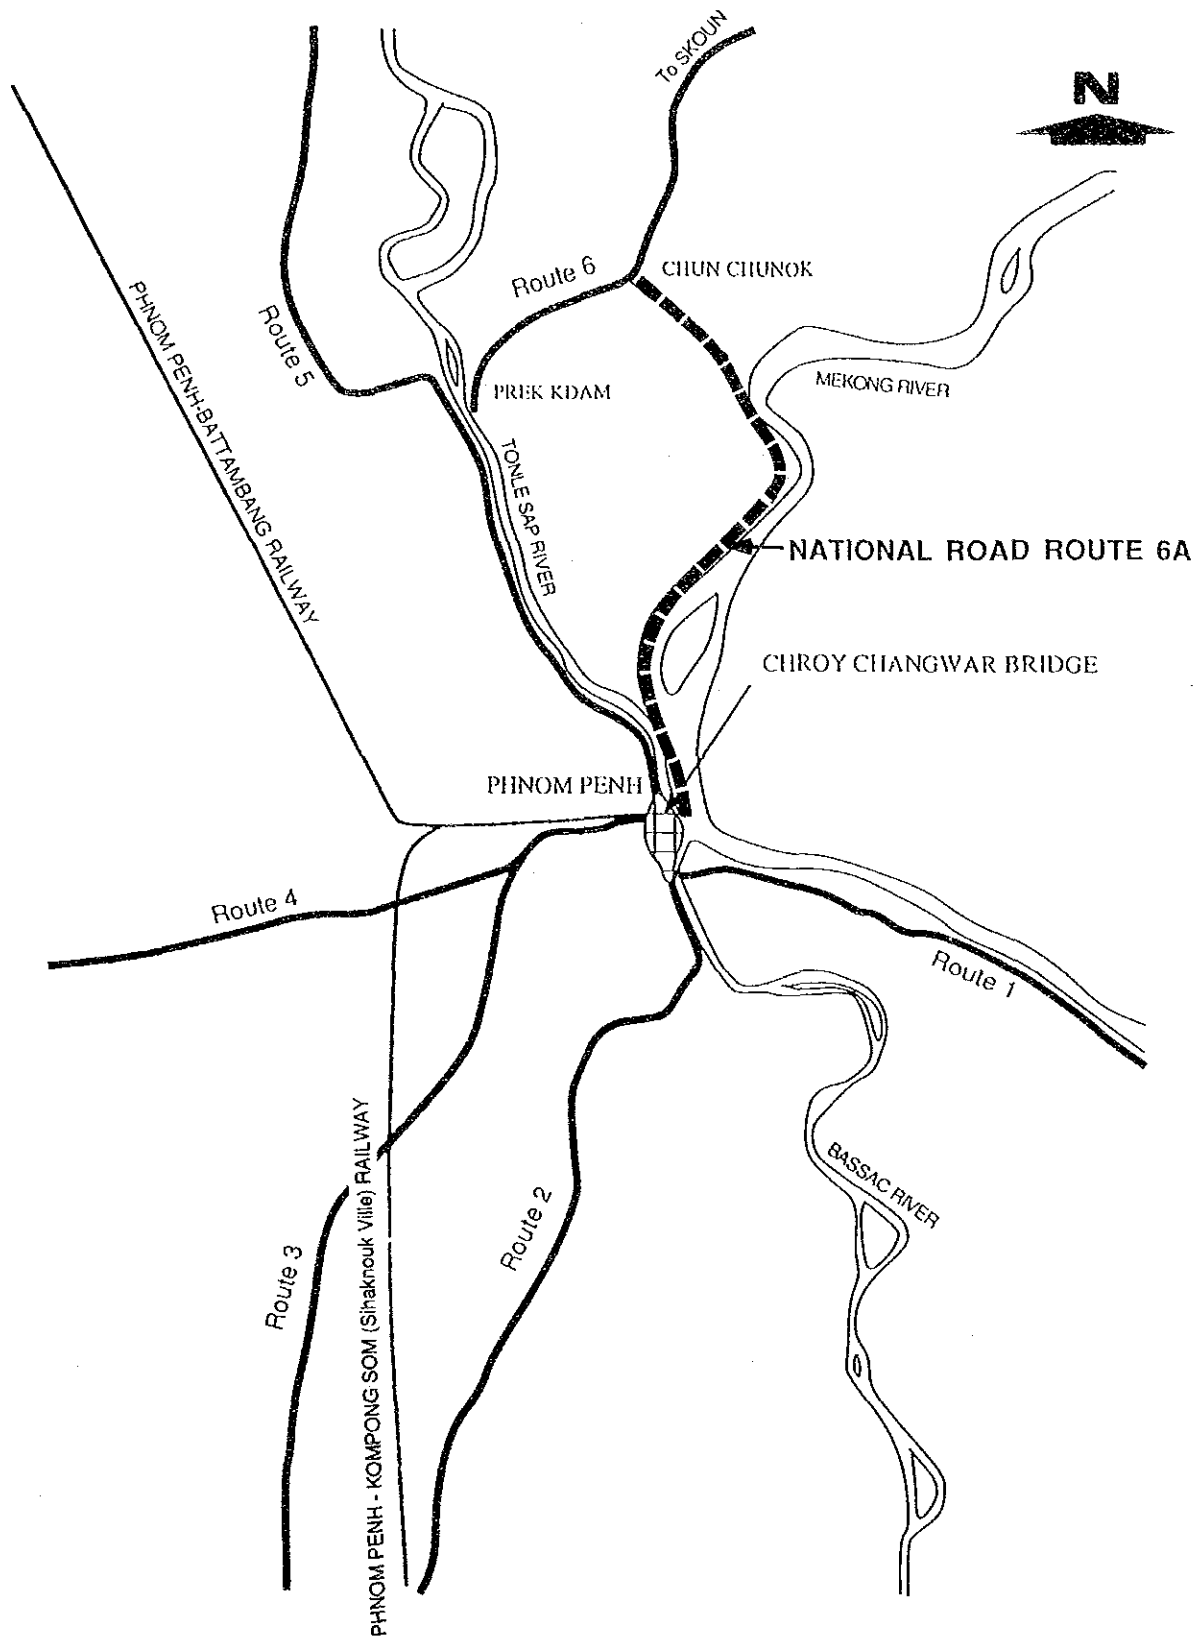 To SKOUN
N
CHUN CHUNOK
Route 6
PHNOM PENH-BATTAMBANG RAILWAY
Route 5
PREK KDAM
MEKONG RIVER
TONLE SAP RIVER
NATIONAL ROAD ROUTE 6A
CHROY CHANGWAR BRIDGE
PHNOM PENH
Route 4
Route 1
PHNOM PENH - KOMPONG SOM (Sihaknouk Ville) RAILWAY
BASSAC RIVER
Route 2
Route 3